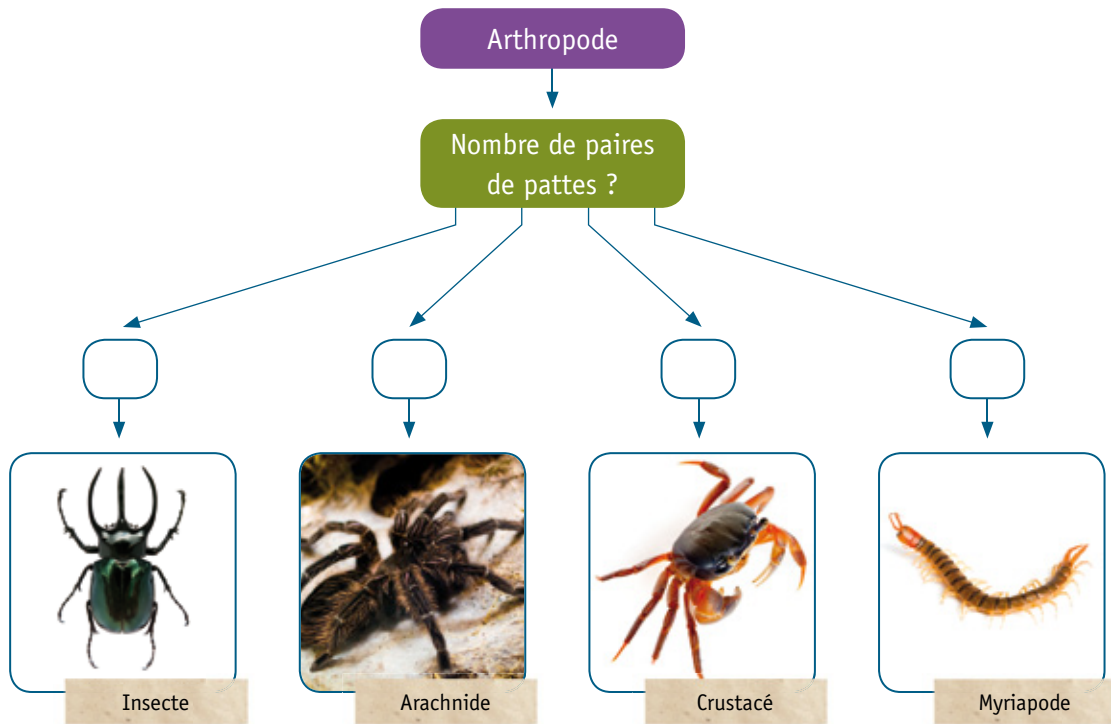 Arthropode
Nombre de paires
de pattes ?
Insecte
Arachnide
Crustacé
Myriapode